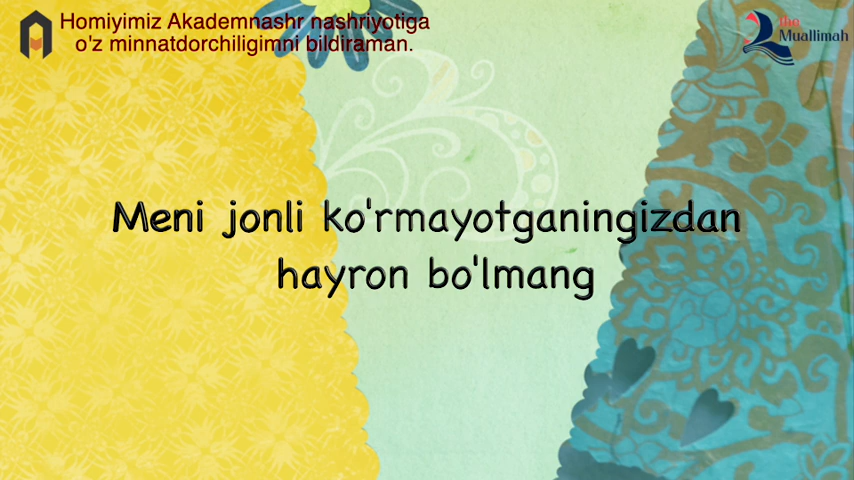 Homiyimiz Akademnashr nashriyotiga
o'z minnatdorchiligimni bildiraman.
the
Muallimah
Meni jonli ko'rmayotganingizdan
hayron bo'lmang